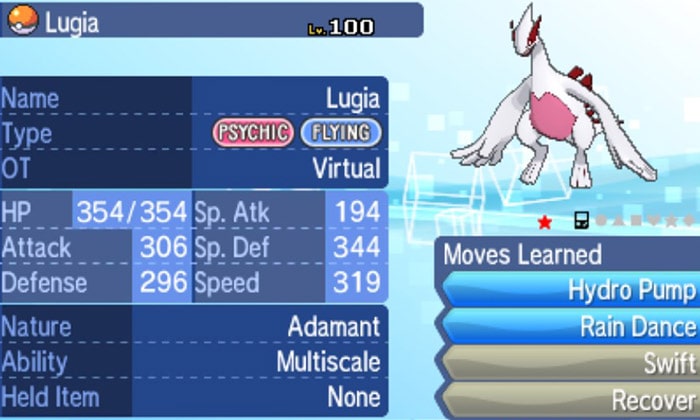 Lugia Lv.100
Name Lugia
Type PSYCHIC FLYING
OT Virtual
HP 354/354 Sp. Atk 194
Attack 306 Sp. Def 344
Defense 296 Speed 319
Nature Adamant
Ability Multiscale
Held Item None
Moves Learned
Hydro Pump
Rain Dance
Swift
Recover